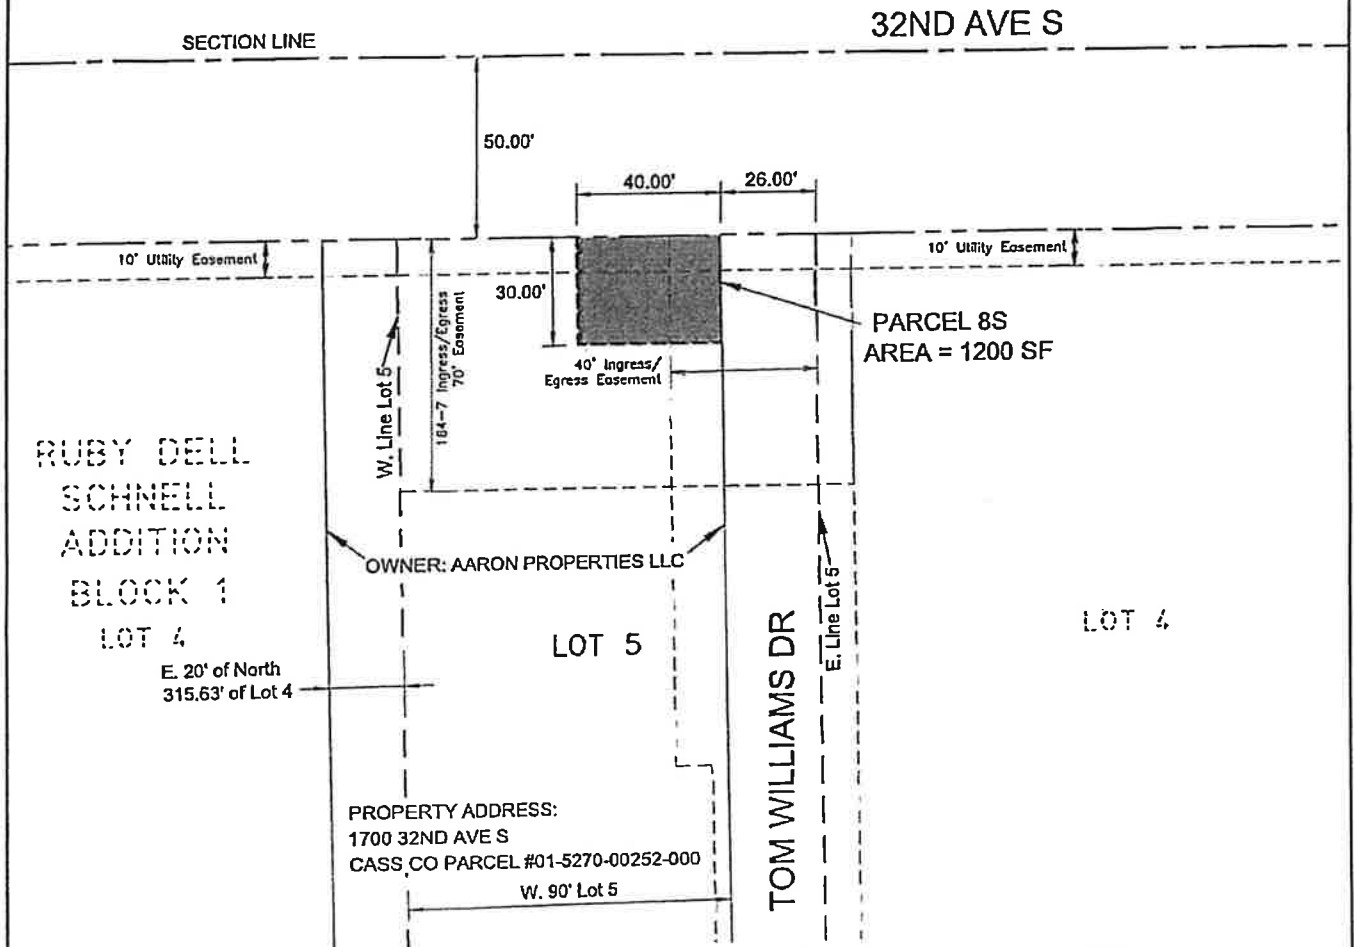 32ND AVE S
SECTION LINE
50.00'
40.00'
26.00'
10' Utility Easement
10' Utility Easement
30.00'
PARCEL 8S
AREA = 1200 SF
40' Ingress/
Egress Easement
164-7 Ingress/Egress
70' Easement
W. Line Lot 5
RUBY DELL
SCHNELL
ADDITION
BLOCK 1
LOT 4
OWNER: AARON PROPERTIES LLC
LOT 5
E. Line Lot 5
LOT 4
E. 20' of North
315.63' of Lot 4
TOM WILLIAMS DR
PROPERTY ADDRESS:
1700 32ND AVE S
CASS CO PARCEL #01-5270-00252-000
W. 90' Lot 5